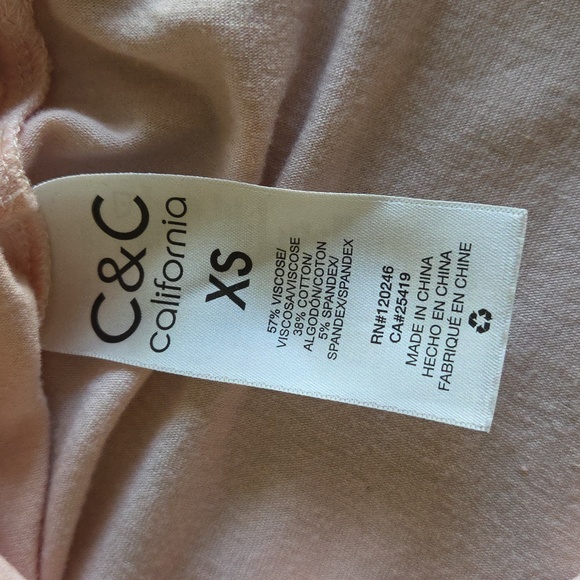 C&C
california
XS
57% VISCOSE/
VISCOSA/VISCOSE
38% COTTON/
ALGODÓN/COTON
5% SPANDEX/
SPANDEX/SPANDEX
RN#120246
CA#25419
MADE IN CHINA
HECHO EN CHINA
FABRIQUÉ EN CHINE